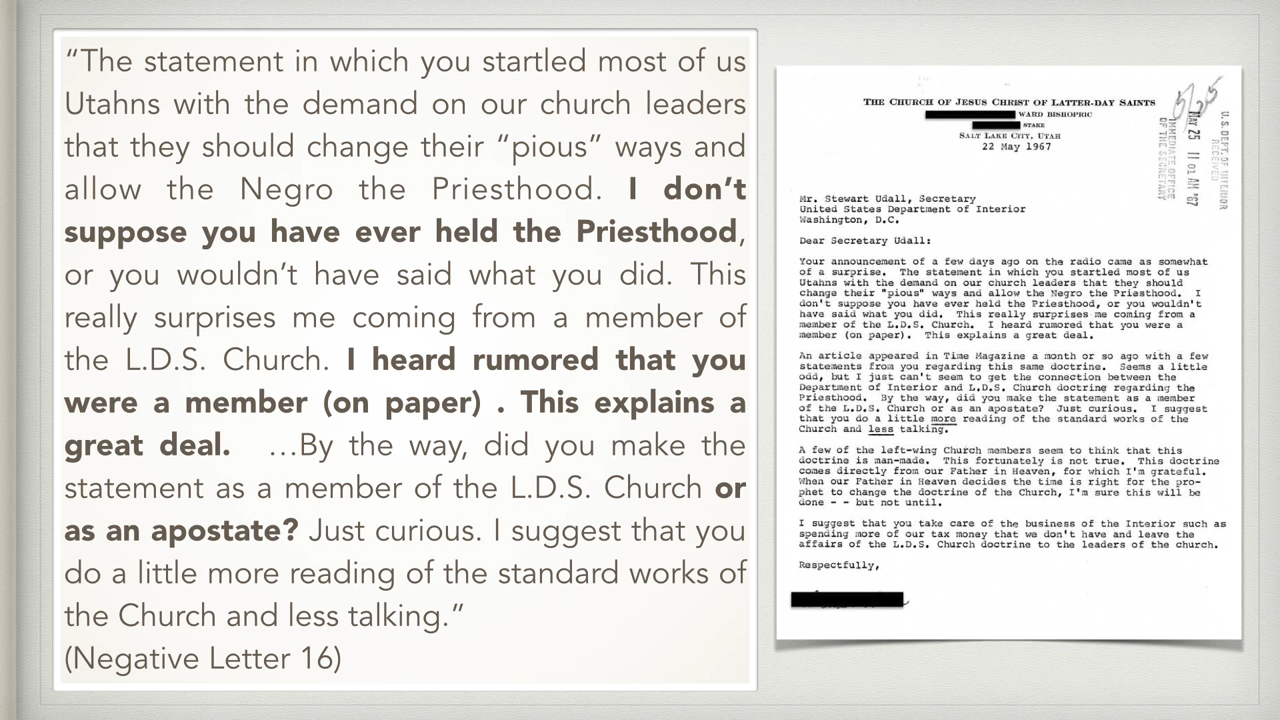 “The statement in which you startled most of us
Utahns with the demand on our church leaders
that they should change their “pious” ways and
allow the Negro the Priesthood. I don’t
suppose you have ever held the Priesthood,
or you wouldn’t have said what you did. This
really surprises me coming from a member of
the L.D.S. Church. I heard rumored that you
were a member (on paper) . This explains a
great deal. …By the way, did you make the
statement as a member of the L.D.S. Church or
as an apostate? Just curious. I suggest that you
do a little more reading of the standard works of
the Church and less talking.”
(Negative Letter 16)
THE CHURCH OF JESUS CHRIST OF LATTER-DAY SAINTS
WARD BISHOPRIC
STAKE
SALT LAKE CITY, UTAH
22 May 1967
U.S. DEPT. OF INTERIOR
RECEIVED
MAY 25 11 01 AM '67
IMMEDIATE OFFICE
OF THE SECRETARY
Mr. Stewart Udall, Secretary
United States Department of Interior
Washington, D.C.
Dear Secretary Udall:
Your announcement of a few days ago on the radio came as somewhat
of a surprise. The statement in which you startled most of us
Utahns with the demand on our church leaders that they should
change their "pious" ways and allow the Negro the Priesthood. I
don't suppose you have ever held the Priesthood, or you wouldn't
have said what you did. This really surprises me coming from a
member of the L.D.S. Church. I heard rumored that you were a
member (on paper). This explains a great deal.
An article appeared in Time Magazine a month or so ago with a few
statements from you regarding this same doctrine. Seems a little
odd, but I just can't seem to get the connection between the
Department of Interior and L.D.S. Church doctrine regarding the
Priesthood. By the way, did you make the statement as a member
of the L.D.S. Church or as an apostate? Just curious. I suggest
that you do a little more reading of the standard works of the
Church and less talking.
A few of the left-wing Church members seem to think that this
doctrine is man-made. This fortunately is not true. This doctrine
comes directly from our Father in Heaven, for which I'm grateful.
When our Father in Heaven decides the time is right for the pro-
phet to change the doctrine of the Church, I'm sure this will be
done - - but not until.
I suggest that you take care of the business of the Interior such as
spending more of our tax money that we don't have and leave the
affairs of the L.D.S. Church doctrine to the leaders of the church.
Respectfully,